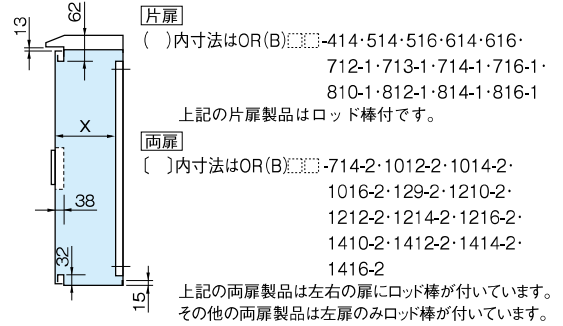 13
62
X
38
32
15
片扉
(　)内寸法はOR(B)□□-414・514・516・614・616・
712-1・713-1・714-1・716-1・
810-1・812-1・814-1・816-1
上記の片扉製品はロッド棒付です。
両扉
〔　〕内寸法はOR(B)□□-714-2・1012-2・1014-2・
1016-2・129-2・1210-2・
1212-2・1214-2・1216-2・
1410-2・1412-2・1414-2・
1416-2
上記の両扉製品は左右の扉にロッド棒が付いています。
その他の両扉製品は左扉のみロッド棒が付いています。